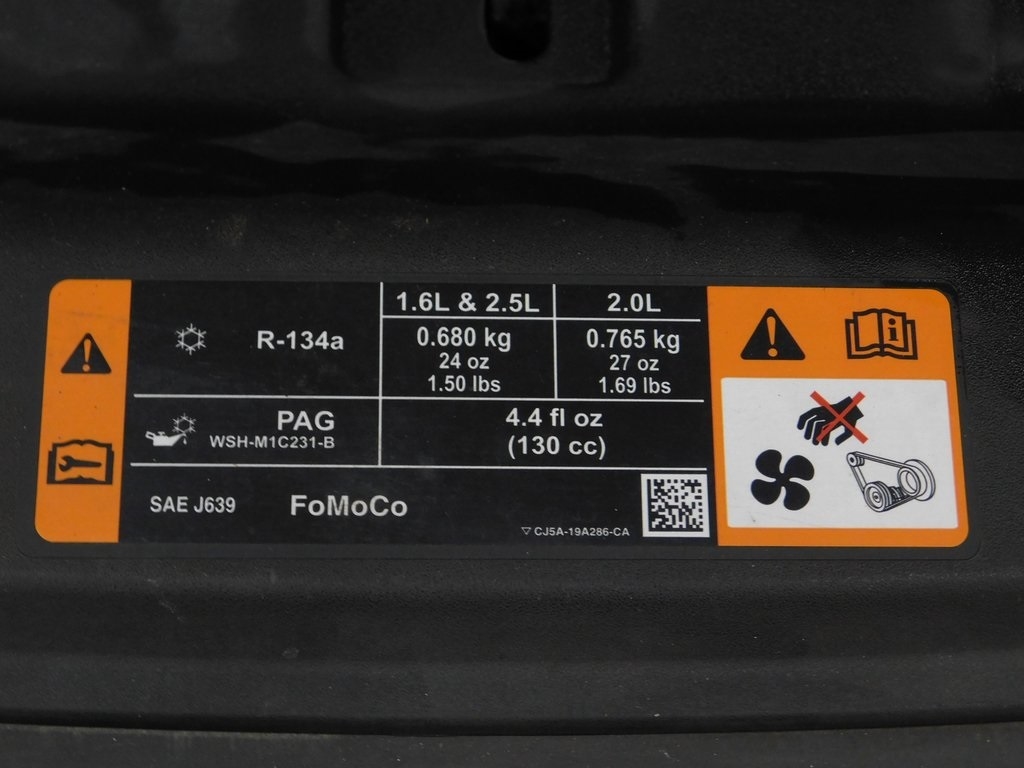 1.6L & 2.5L
2.0L
R-134a
0.680 kg
24 oz
1.50 lbs
0.765 kg
27 oz
1.69 lbs
PAG
WSH-M1C231-B
4.4 fl oz
(130 cc)
SAE J639
FoMoCo
CJ5A-19A286-CA